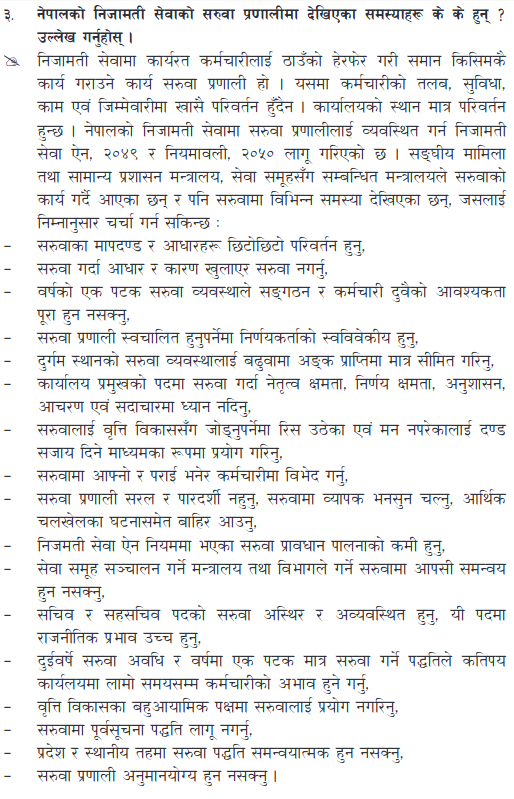 ३. नेपालको निजामती सेवाको सरुवा प्रणालीमा देखिएका समस्याहरू के के हुन् ?
उल्लेख गर्नुहोस् ।
निजामती सेवामा कार्यरत कर्मचारीलाई ठाउँको हेरफेर गरी समान किसिमकै
कार्य गराउने कार्य सरुवा प्रणाली हो । यसमा कर्मचारीको तलब, सुविधा,
काम एवं जिम्मेवारीमा खासै परिवर्तन हुँदैन । कार्यालयको स्थान मात्र परिवर्तन
हुन्छ । नेपालको निजामती सेवामा सरुवा प्रणालीलाई व्यवस्थित गर्न निजामती
सेवा ऐन, २०४९ र नियमावली, २०५० लागू गरिएको छ । सङ्घीय मामिला
तथा सामान्य प्रशासन मन्त्रालय, सेवा समूहसँग सम्बन्धित मन्त्रालयले सरुवाको
कार्य गर्दै आएका छन् र पनि सरुवामा विभिन्न समस्या देखिएका छन्, जसलाई
निम्नानुसार चर्चा गर्न सकिन्छ :
– सरुवाका मापदण्ड र आधारहरू छिटोछिटो परिवर्तन हुनु,
– सरुवा गर्दा आधार र कारण खुलाएर सरुवा नगर्नु,
– वर्षको एक पटक सरुवा व्यवस्थाले सङ्गठन र कर्मचारी दुवैको आवश्यकता
पूरा हुन नसक्नु,
– सरुवा प्रणाली स्वचालित हुनुपर्नेमा निर्णयकर्ताको स्वविवेकीय हुनु,
– दुर्गम स्थानको सरुवा व्यवस्थालाई बढुवामा अङ्क प्राप्तिमा मात्र सीमित गरिनु,
– कार्यालय प्रमुखको पदमा सरुवा गर्दा नेतृत्व क्षमता, निर्णय क्षमता, अनुशासन,
आचरण एवं सदाचारमा ध्यान नदिनु,
– सरुवालाई वृत्ति विकाससँग जोड्नुपर्नेमा रिस उठेका एवं मन नपरेकालाई दण्ड
सजाय दिने माध्यमका रूपमा प्रयोग गरिनु,
– सरुवामा आफ्नो र पराई भनेर कर्मचारीमा विभेद गर्नु,
– सरुवा प्रणाली सरल र पारदर्शी नहुनु, सरुवामा व्यापक भनसुन चल्नु, आर्थिक
चलखेलका घटनासमेत बाहिर आउनु,
– निजमती सेवा ऐन नियममा भएका सरुवा प्रावधान पालनाको कमी हुनु,
– सेवा समूह सञ्चालन गर्ने मन्त्रालय तथा विभागले गर्ने सरुवामा आपसी समन्वय
हुन नसक्नु,
– सचिव र सहसचिव पदको सरुवा अस्थिर र अव्यवस्थित हुनु, यी पदमा
राजनीतिक प्रभाव उच्च हुनु,
– दुईवर्षे सरुवा अवधि र वर्षमा एक पटक मात्र सरुवा गर्ने पद्धतिले कतिपय
कार्यलयमा लामो समयसम्म कर्मचारीको अभाव हुने गर्नु,
– वृत्ति विकासका बहुआयामिक पक्षमा सरुवालाई प्रयोग नगरिनु,
– सरुवामा पूर्वसूचना पद्धति लागू नगर्नु,
– प्रदेश र स्थानीय तहमा सरुवा पद्धति समन्वयात्मक हुन नसक्नु,
– सरुवा प्रणाली अनुमानयोग्य हुन नसक्नु ।